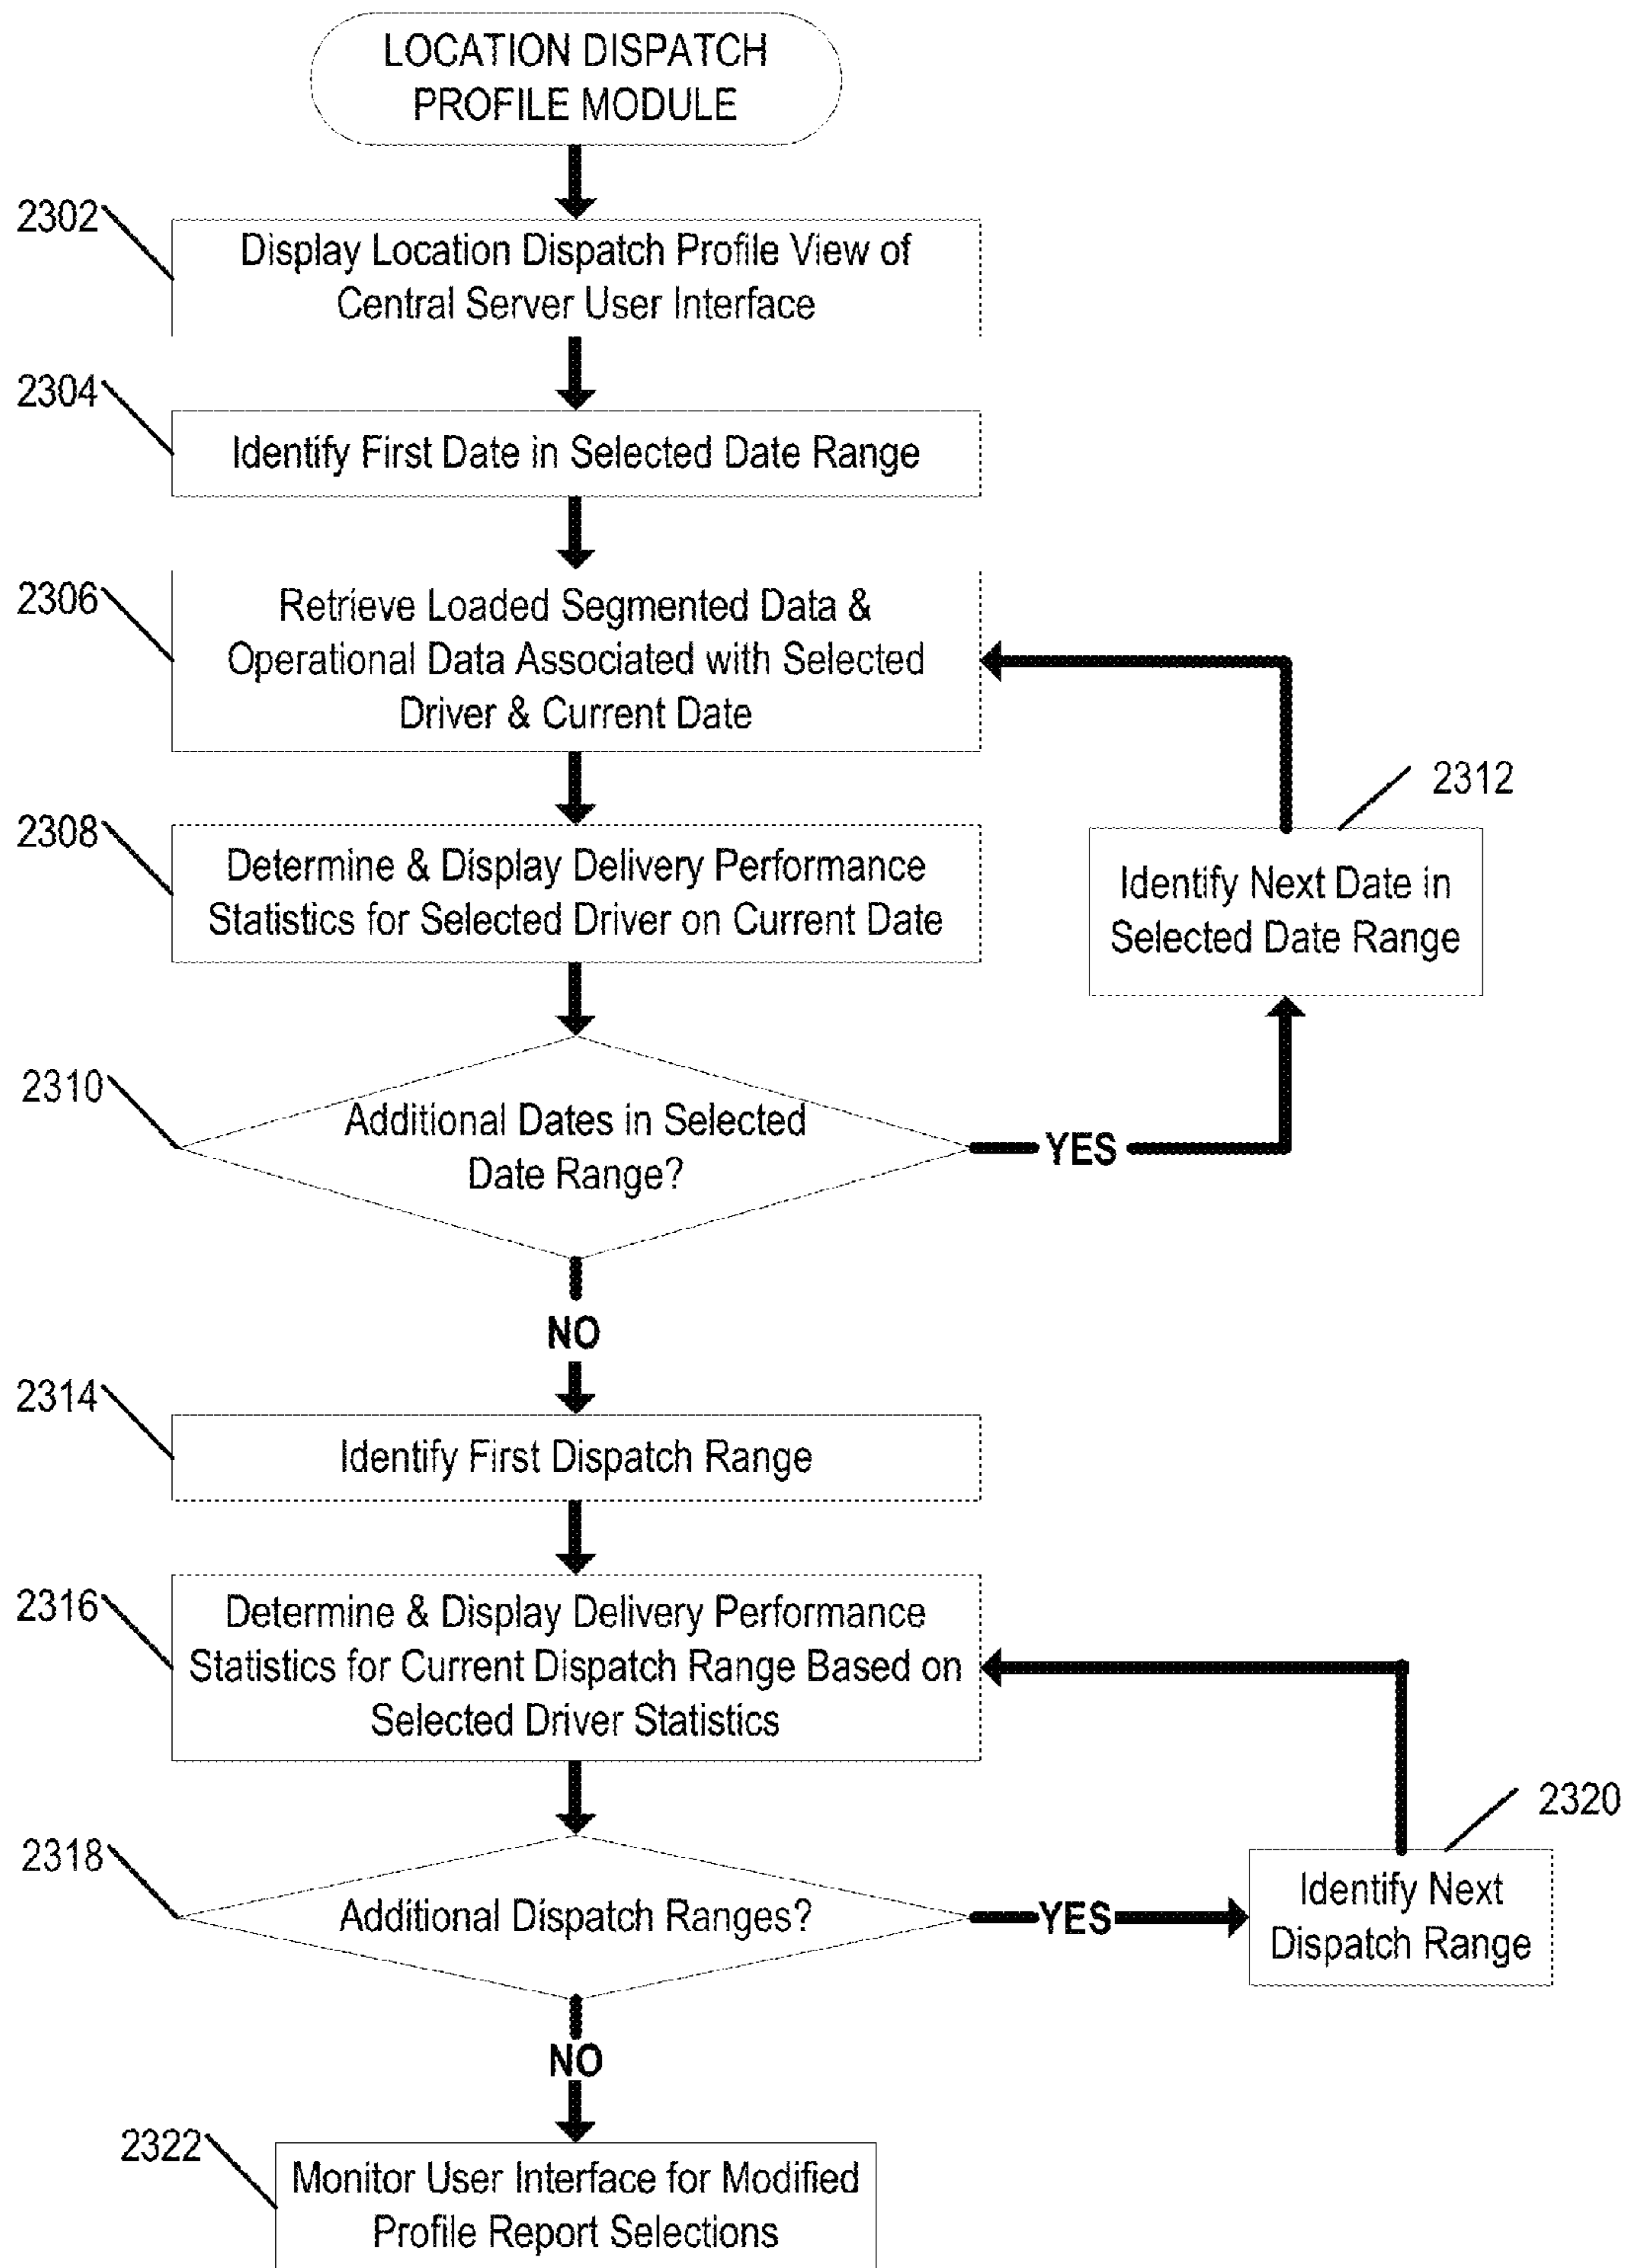 LOCATION DISPATCH
PROFILE MODULE
2302
Display Location Dispatch Profile View of
Central Server User Interface
2304
Identify First Date in Selected Date Range
2306
Retrieve Loaded Segmented Data &
Operational Data Associated with Selected
Driver & Current Date
2308
Determine & Display Delivery Performance
Statistics for Selected Driver on Current Date
2312
Identify Next Date in
Selected Date Range
2310
Additional Dates in Selected
Date Range?
YES
NO
2314
Identify First Dispatch Range
2316
Determine & Display Delivery Performance
Statistics for Current Dispatch Range Based on
Selected Driver Statistics
2318
Additional Dispatch Ranges?
YES
2320
Identify Next
Dispatch Range
NO
2322
Monitor User Interface for Modified
Profile Report Selections